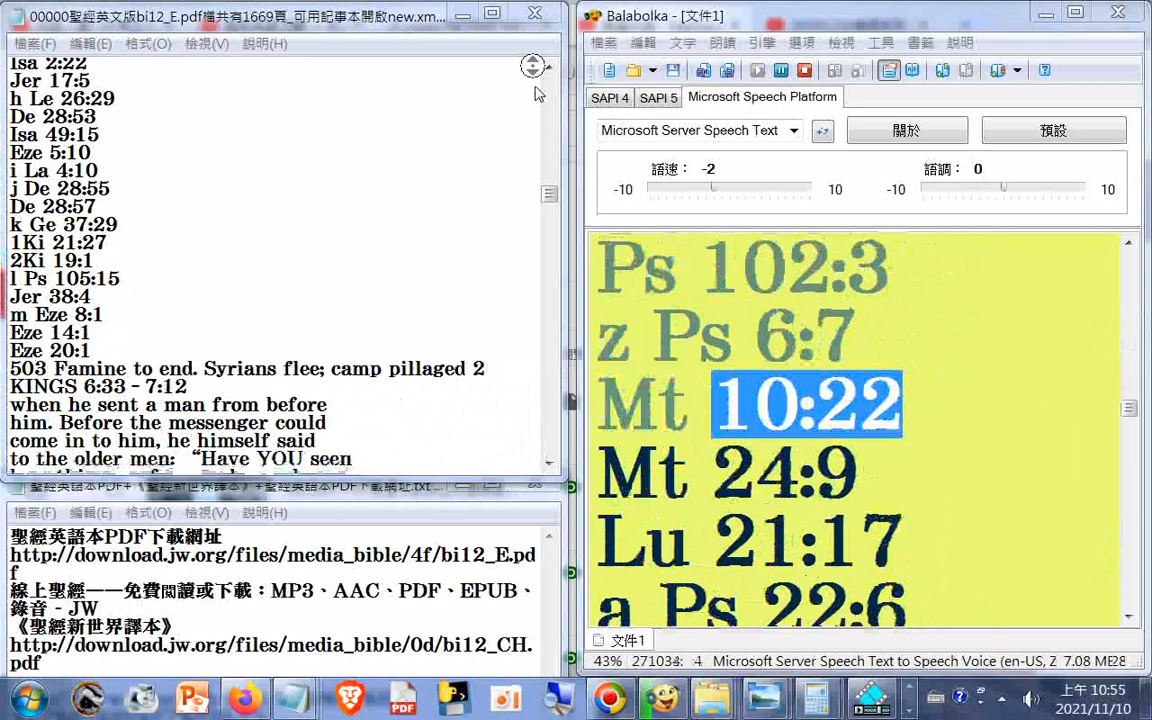 00000聖經英文版bi12_E.pdf檔共有1669頁_可用記事本開啟new.xm...
檔案(F) 編輯(E) 格式(O) 檢視(V) 說明(H)
Isa 2:22
Jer 17:5
h Le 26:29
De 28:53
Isa 49:15
Eze 5:10
i La 4:10
j De 28:55
De 28:57
k Ge 37:29
1Ki 21:27
2Ki 19:1
l Ps 105:15
Jer 38:4
m Eze 8:1
Eze 14:1
Eze 20:1
503 Famine to end. Syrians flee; camp pillaged 2
KINGS 6:33–7:12
when he sent a man from before
him. Before the messenger could
come in to him, he himself said
to the older men: “Have YOU seen
聖經英語本PDF+《聖經新世界譯本》+聖經英語本PDF下載網址.txt ...
檔案(F) 編輯(E) 格式(O) 檢視(V) 說明(H)
聖經英語本PDF下載網址
http://download.jw.org/files/media_bible/4f/bi12_E.pd
f
線上聖經——免費閱讀或下載：MP3、AAC、PDF、EPUB、
錄音 - JW
《聖經新世界譯本》
http://download.jw.org/files/media_bible/0d/bi12_CH.
pdf
Balabolka - [文件1]
檔案 編輯 文字 朗讀 引擎 選項 檢視 工具 書籤 說明
SAPI 4 SAPI 5 Microsoft Speech Platform
Microsoft Server Speech Text 關於 預設
語速： -2 語調： 0
-10 10 -10 10
Ps 102:3
z Ps 6:7
Mt 10:22
Mt 24:9
Lu 21:17
a Ps 22:6
文件1
43% 271034: :4 Microsoft Server Speech Text to Speech Voice (en-US, Z 7.08 ME28
上午 10:55
2021/11/10